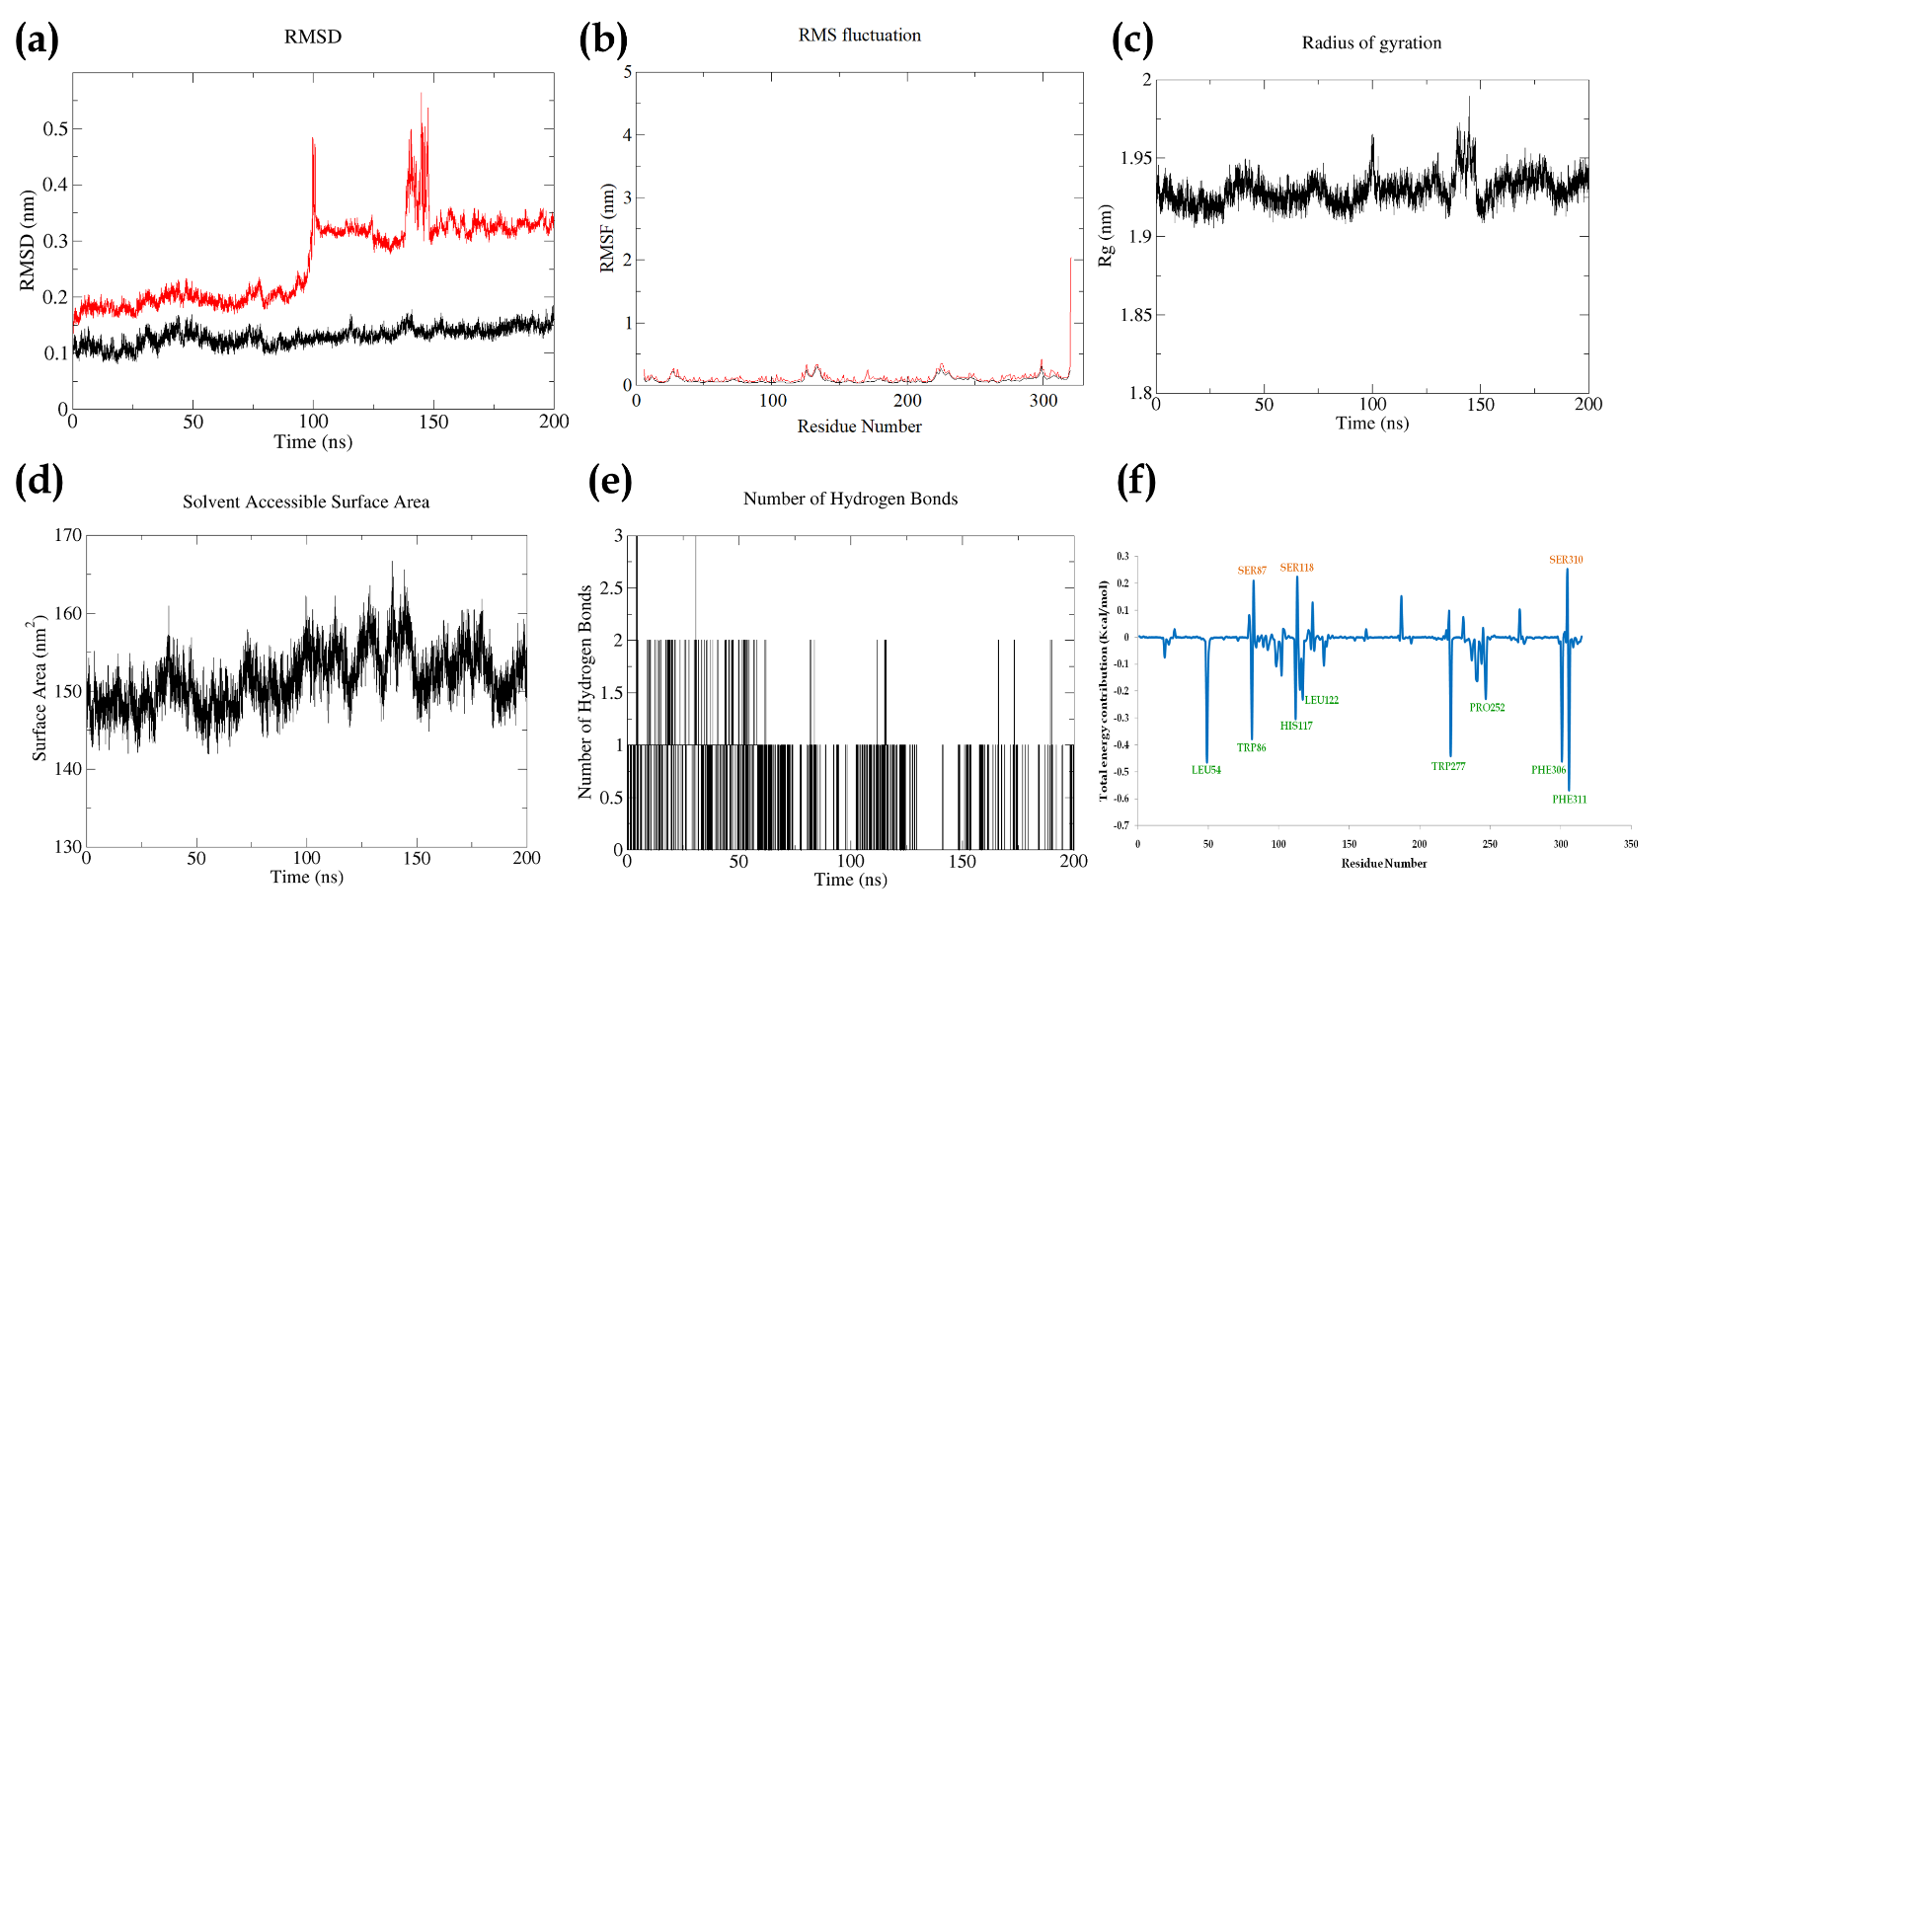 (a)
RMSD
0.5
0.4
0.3
0.2
0.1
0
RMSD (nm)
0 50 100 150 200
Time (ns)
(b)
RMS fluctuation
5
4
3
2
1
0
RMSF (nm)
0 100 200 300
Residue Number
(c)
Radius of gyration
2
1.95
1.9
1.85
1.8
Rg (nm)
0 50 100 150 200
Time (ns)
(d)
Solvent Accessible Surface Area
170
160
150
140
130
Surface Area (nm2)
0 50 100 150 200
Time (ns)
(e)
Number of Hydrogen Bonds
3
2.5
2
1.5
1
0.5
0
Number of Hydrogen Bonds
0 50 100 150 200
Time (ns)
(f)
0.3
0.2
0.1
0
-0.1
-0.2
-0.3
-0.4
-0.5
-0.6
-0.7
Total energy contribution (Kcal/mol)
SER87
SER118
SER310
LEU122
HIS117
PRO252
TRP86
LEU54
TRP277
PHE306
PHE311
0 50 100 150 200 250 300 350
Residue Number